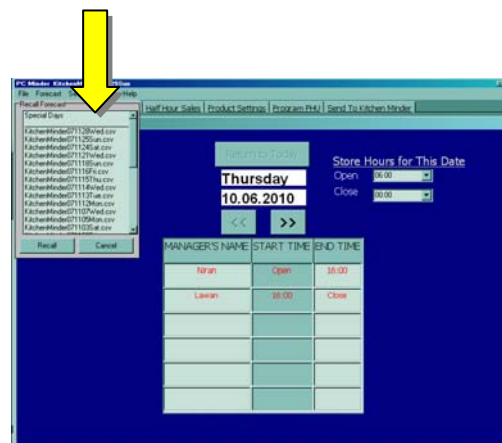 PC Minder Kitchen
File Forecast Help
Recall Forecast
Special Days
Half Hour Sales Product Settings Program PHU Send To Kitchen Minder
KitchenMinder071128Wed.csv
KitchenMinder071125Sun.csv
KitchenMinder071124Sat.csv
KitchenMinder071121Wed.csv
KitchenMinder071118Sun.csv
KitchenMinder071116Fri.csv
KitchenMinder071115Thu.csv
KitchenMinder071114Wed.csv
KitchenMinder071113Tue.csv
KitchenMinder071112Mon.csv
KitchenMinder071107Wed.csv
KitchenMinder071105Mon.csv
KitchenMinder071103Sat.csv
Recall Cancel
Return to Today
Thursday
10.06.2010
<< >>
Store Hours for This Date
Open 06:00
Close 00:00
MANAGER'S NAME START TIME END TIME
Niran Open 16:00
Lawan 16:00 Close